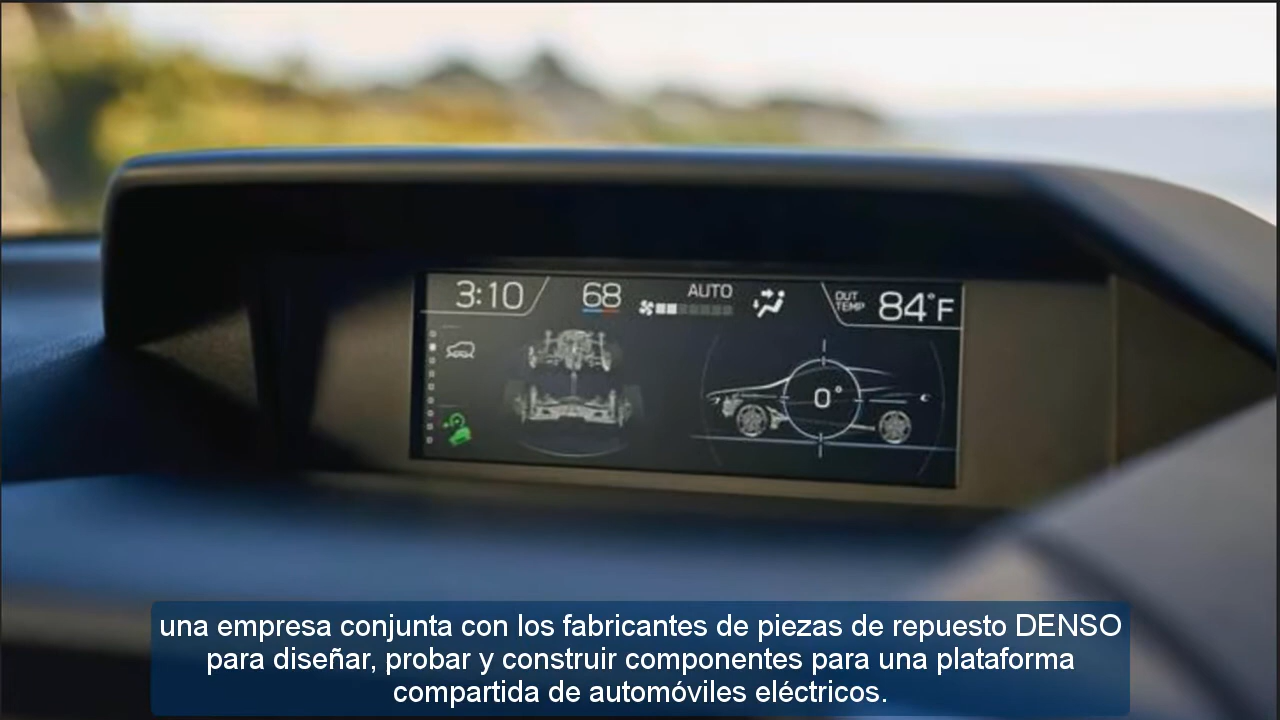 3:10 68 AUTO OUT TEMP 84°F
0°
una empresa conjunta con los fabricantes de piezas de repuesto DENSO
para diseñar, probar y construir componentes para una plataforma
compartida de automóviles eléctricos.